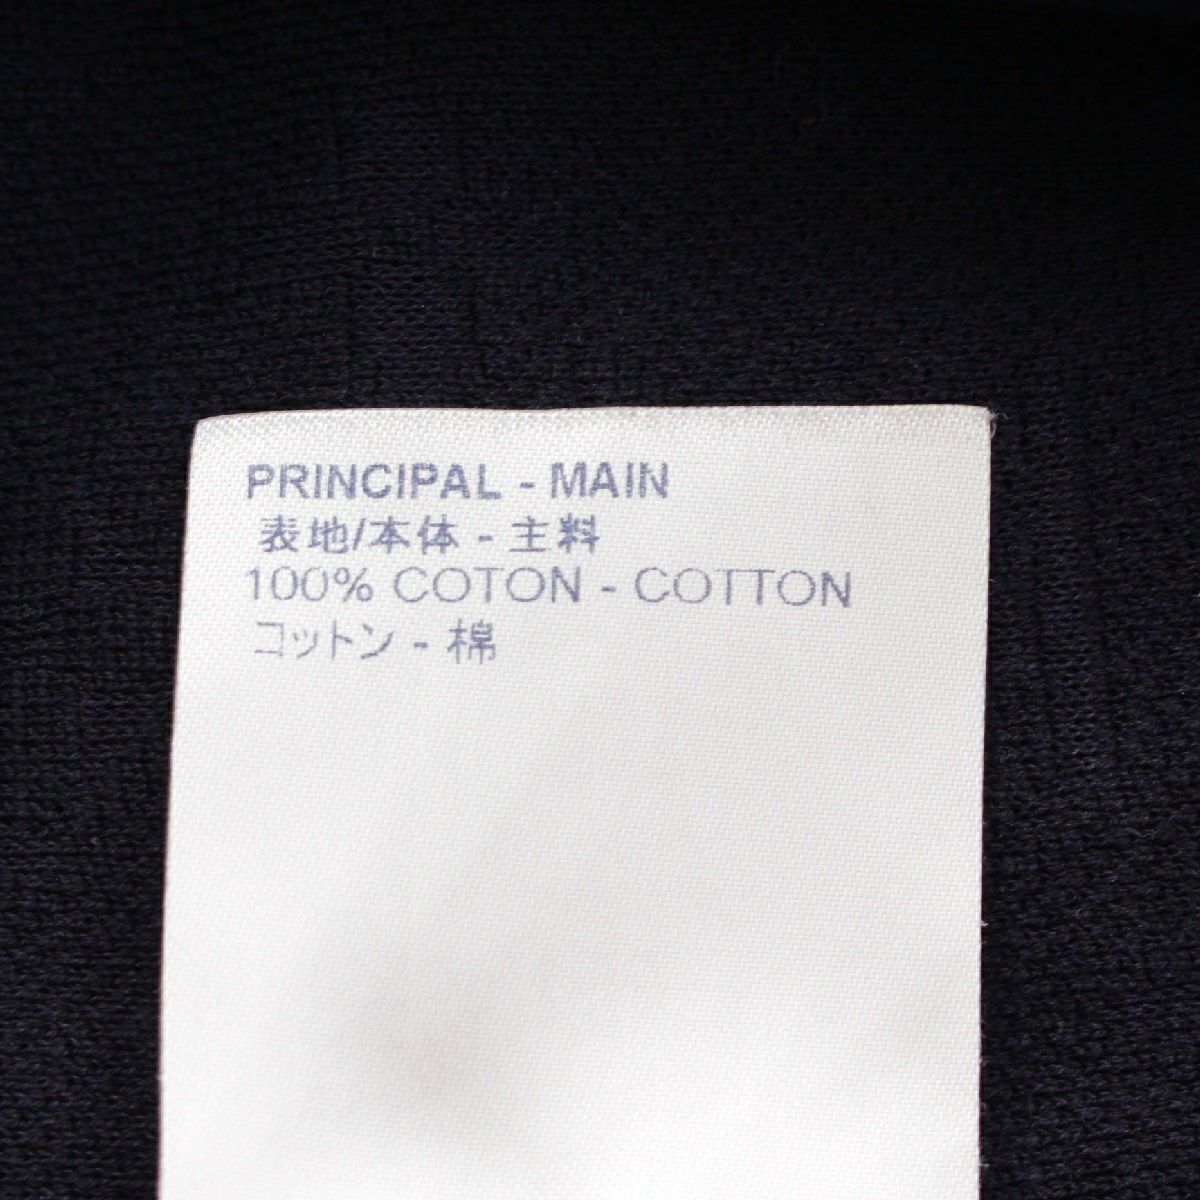 PRINCIPAL - MAIN
表地/本体 - 主料
100% COTON - COTTON
コットン - 棉